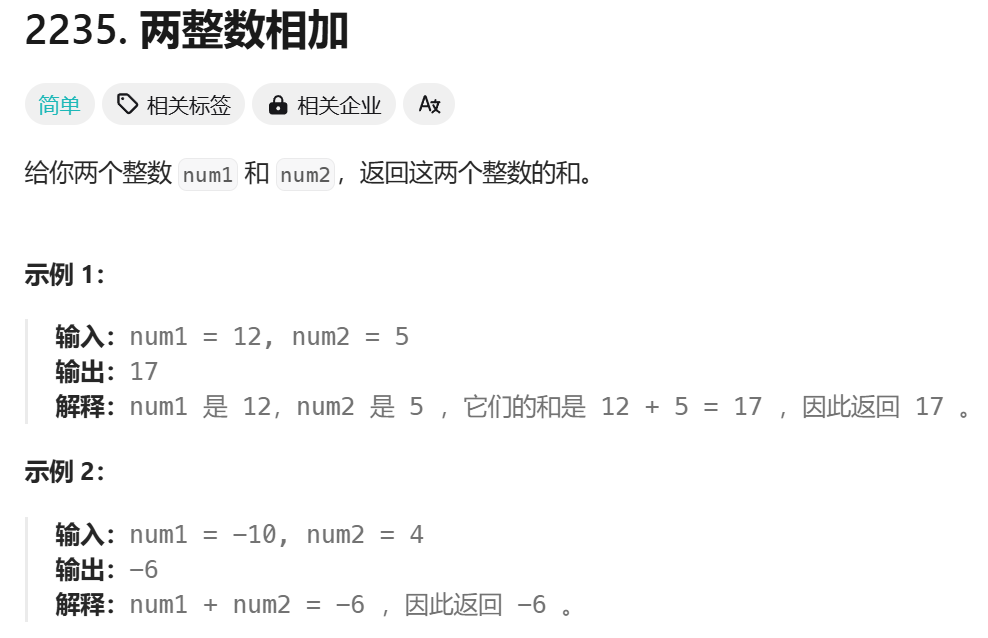 2235. 两整数相加
简单 相关标签 相关企业
给你两个整数 num1 和 num2，返回这两个整数的和。
示例 1：
输入：num1 = 12, num2 = 5
输出：17
解释：num1 是 12，num2 是 5 ，它们的和是 12 + 5 = 17 ，因此返回 17 。
示例 2：
输入：num1 = -10, num2 = 4
输出：-6
解释：num1 + num2 = -6 ，因此返回 -6 。